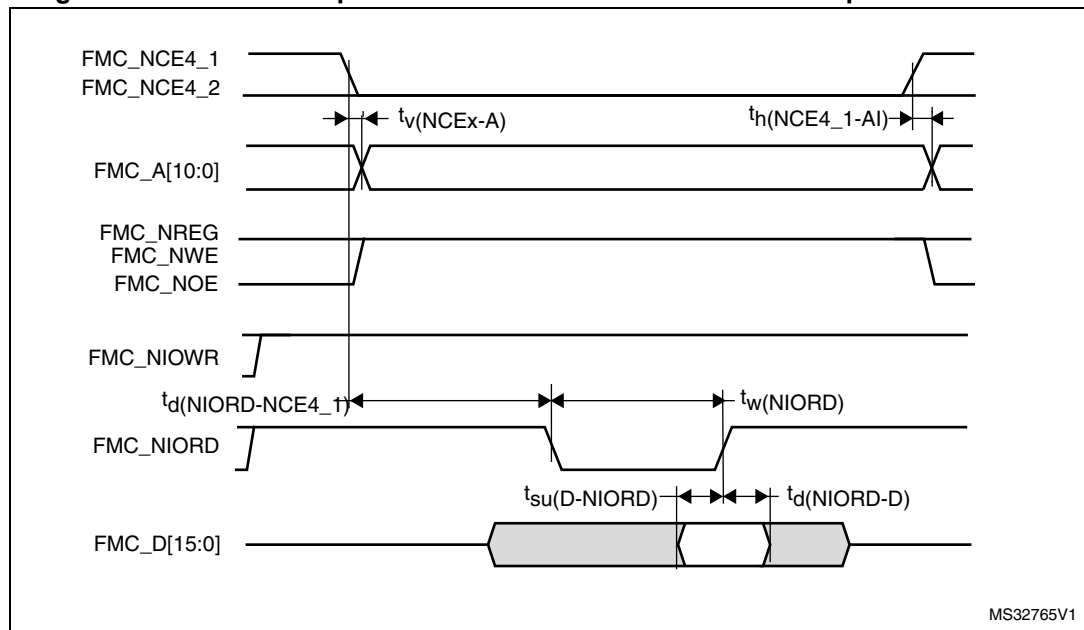 FMC_NCE4_1
FMC_NCE4_2
tv(NCEx-A)
th(NCE4_1-AI)
FMC_A[10:0]
FMC_NREG
FMC_NWE
FMC_NOE
FMC_NIOWR
td(NIORD-NCE4_1)
tw(NIORD)
FMC_NIORD
tsu(D-NIORD)
td(NIORD-D)
FMC_D[15:0]
MS32765V1